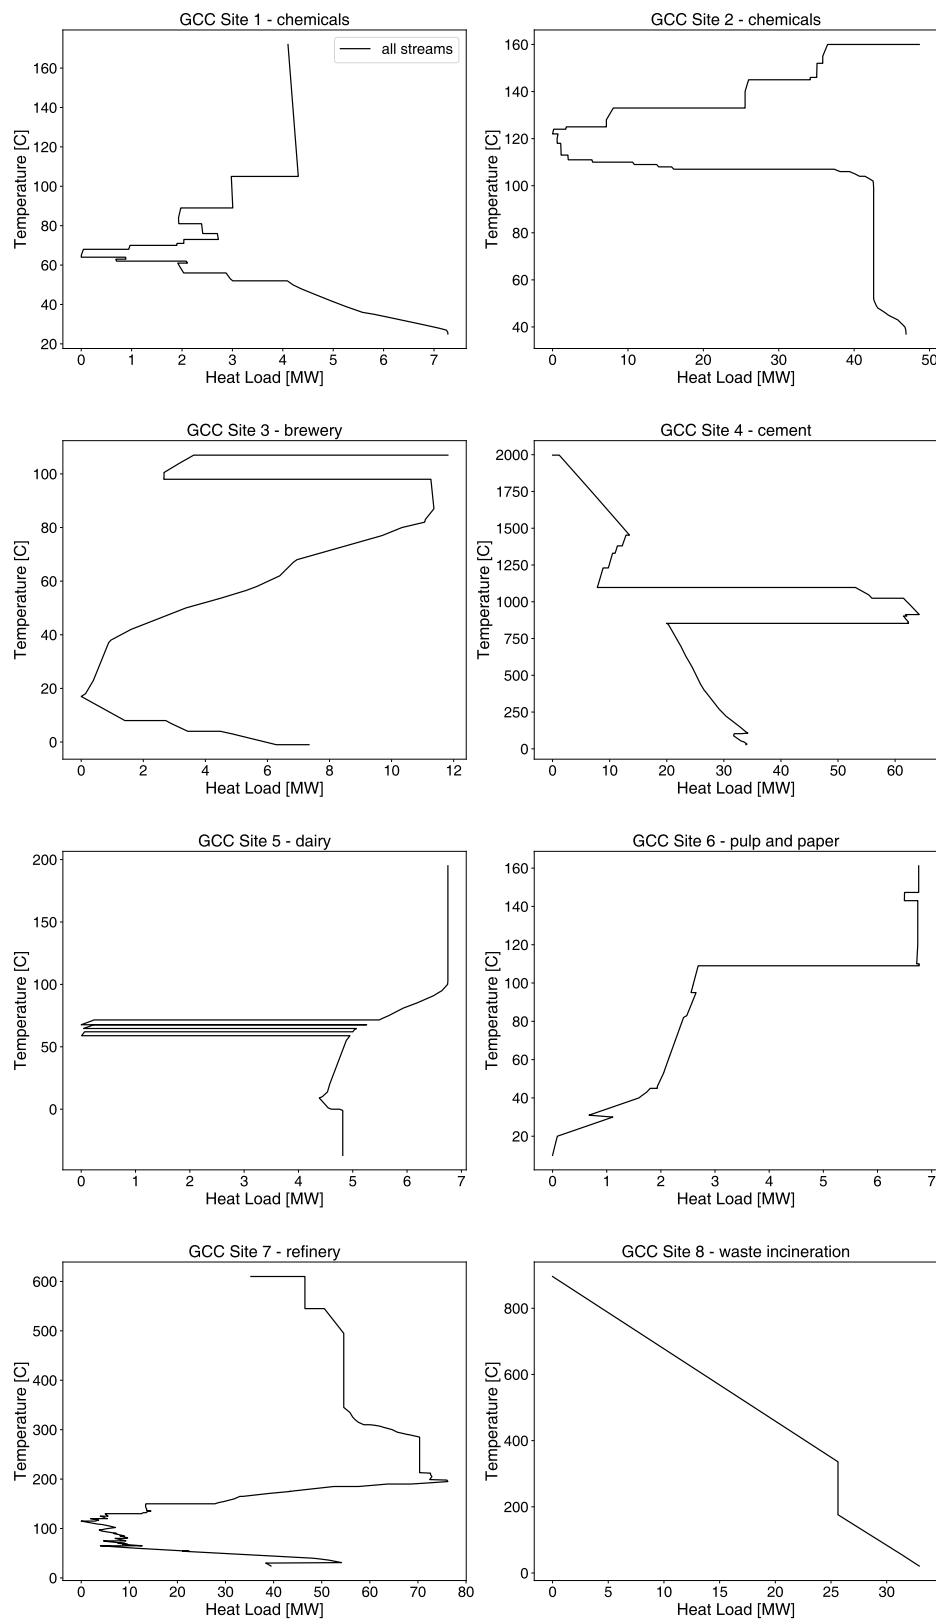 GCC Site 1 - chemicals
all streams
160
140
120
100
80
60
40
20
Temperature [C]
0 1 2 3 4 5 6 7
Heat Load [MW]
GCC Site 2 - chemicals
160
140
120
100
80
60
40
Temperature [C]
0 10 20 30 40 50
Heat Load [MW]
GCC Site 3 - brewery
100
80
60
40
20
0
Temperature [C]
0 2 4 6 8 10 12
Heat Load [MW]
GCC Site 4 - cement
2000
1750
1500
1250
1000
750
500
250
0
Temperature [C]
0 10 20 30 40 50 60
Heat Load [MW]
GCC Site 5 - dairy
200
150
100
50
0
Temperature [C]
0 1 2 3 4 5 6 7
Heat Load [MW]
GCC Site 6 - pulp and paper
160
140
120
100
80
60
40
20
Temperature [C]
0 1 2 3 4 5 6 7
Heat Load [MW]
GCC Site 7 - refinery
600
500
400
300
200
100
0
Temperature [C]
0 10 20 30 40 50 60 70 80
Heat Load [MW]
GCC Site 8 - waste incineration
800
600
400
200
0
Temperature [C]
0 5 10 15 20 25 30
Heat Load [MW]